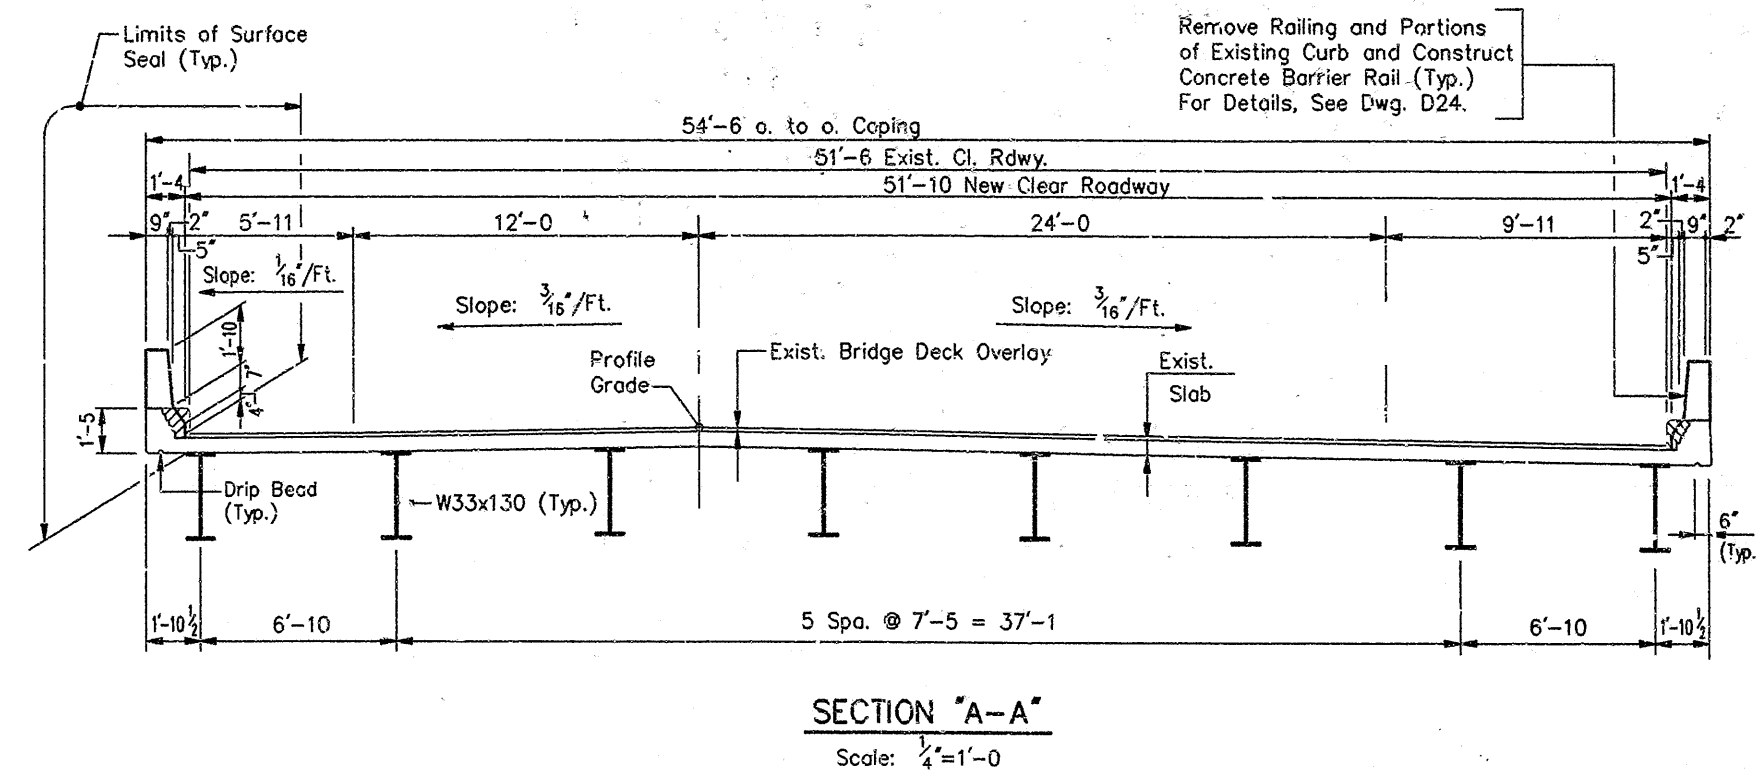 Limits of Surface
Seal (Typ.)
Remove Railing and Portions
of Existing Curb and Construct
Concrete Barrier Rail (Typ.)
For Details, See Dwg. D24.
54'-6 o. to o. Coping
51'-6 Exist. Cl. Rdwy.
1'-4
51'-10 New Clear Roadway
1'-4
9" 2" 5'-11
12'-0
24'-0
9'-11
2" 9" 2"
5"
5"
Slope: 1/16"/Ft.
Slope: 3/16"/Ft.
Slope: 3/16"/Ft.
1'-10
7"
4"
1'-5
Profile
Grade
Exist. Bridge Deck Overlay
Exist.
Slab
Drip Bead
(Typ.)
W33x130 (Typ.)
6"
(Typ.
1'-10 1/2
6'-10
5 Spa. @ 7'-5 = 37'-1
6'-10
1'-10 1/2
SECTION "A-A"
Scale: 1/4"=1'-0